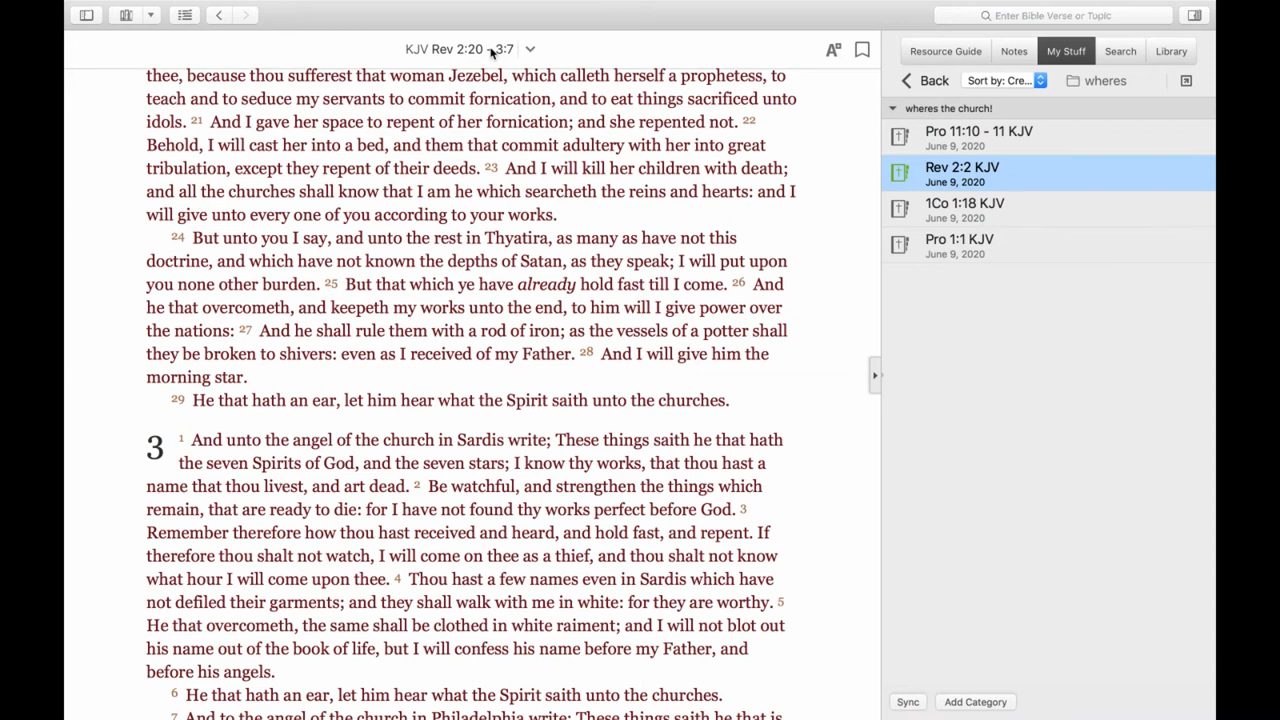 Enter Bible Verse or Topic
KJV Rev 2:20 - 3:7
thee, because thou sufferest that woman Jezebel, which calleth herself a prophetess, to
teach and to seduce my servants to commit fornication, and to eat things sacrificed unto
idols. 21 And I gave her space to repent of her fornication; and she repented not. 22
Behold, I will cast her into a bed, and them that commit adultery with her into great
tribulation, except they repent of their deeds. 23 And I will kill her children with death;
and all the churches shall know that I am he which searcheth the reins and hearts: and I
will give unto every one of you according to your works.
24 But unto you I say, and unto the rest in Thyatira, as many as have not this
doctrine, and which have not known the depths of Satan, as they speak; I will put upon
you none other burden. 25 But that which ye have already hold fast till I come. 26 And
he that overcometh, and keepeth my works unto the end, to him will I give power over
the nations: 27 And he shall rule them with a rod of iron; as the vessels of a potter shall
they be broken to shivers: even as I received of my Father. 28 And I will give him the
morning star.
29 He that hath an ear, let him hear what the Spirit saith unto the churches.
3 1 And unto the angel of the church in Sardis write; These things saith he that hath
the seven Spirits of God, and the seven stars; I know thy works, that thou hast a
name that thou livest, and art dead. 2 Be watchful, and strengthen the things which
remain, that are ready to die: for I have not found thy works perfect before God. 3
Remember therefore how thou hast received and heard, and hold fast, and repent. If
therefore thou shalt not watch, I will come on thee as a thief, and thou shalt not know
what hour I will come upon thee. 4 Thou hast a few names even in Sardis which have
not defiled their garments; and they shall walk with me in white: for they are worthy. 5
He that overcometh, the same shall be clothed in white raiment; and I will not blot out
his name out of the book of life, but I will confess his name before my Father, and
before his angels.
6 He that hath an ear, let him hear what the Spirit saith unto the churches.
7 And to the angel of the church in Philadelphia write; These things saith he that is
Resource Guide Notes My Stuff Search Library
Back Sort by: Cre... wheres
wheres the church!
Pro 11:10 - 11 KJV
June 9, 2020
Rev 2:2 KJV
June 9, 2020
1Co 1:18 KJV
June 9, 2020
Pro 1:1 KJV
June 9, 2020
Sync Add Category